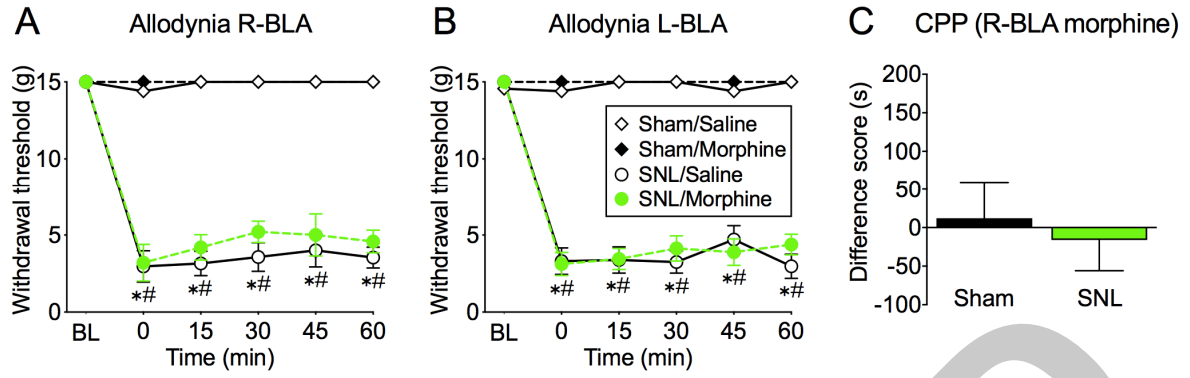 A Allodynia R-BLA
Withdrawal threshold (g)
15
10
5
0
*# *# *# *# *#
BL 0 15 30 45 60
Time (min)
B Allodynia L-BLA
Withdrawal threshold (g)
15
10
5
0
Sham/Saline
Sham/Morphine
SNL/Saline
SNL/Morphine
*# *# *# *# *#
BL 0 15 30 45 60
Time (min)
C CPP (R-BLA morphine)
Difference score (s)
200
150
100
50
0
-50
-100
Sham SNL